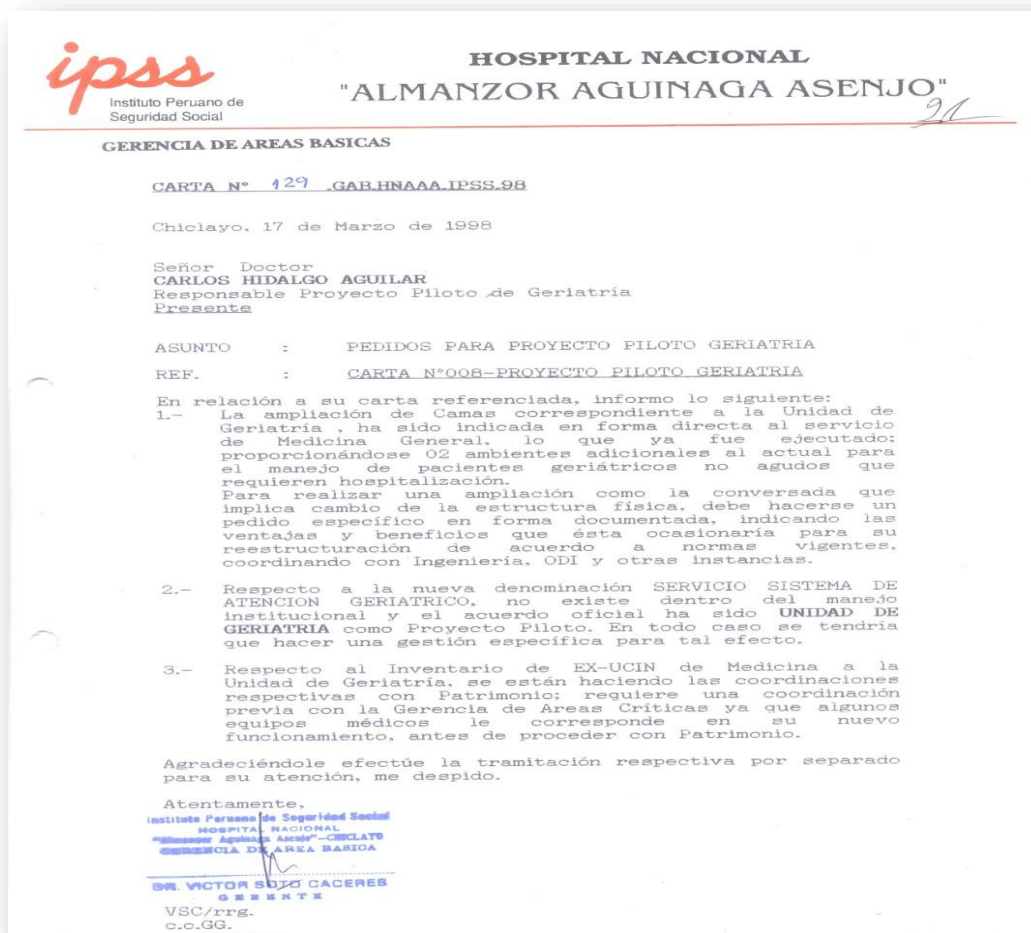 ipss
Instituto Peruano de
Seguridad Social
HOSPITAL NACIONAL
"ALMANZOR AGUINAGA ASENJO"
21
GERENCIA DE AREAS BASICAS
CARTA N° 129 .GAB.HNAAA.IPSS.98
Chiclayo, 17 de Marzo de 1998
Señor Doctor
CARLOS HIDALGO AGUILAR
Responsable Proyecto Piloto de Geriatría
Presente
ASUNTO : PEDIDOS PARA PROYECTO PILOTO GERIATRIA
REF. : CARTA N°008-PROYECTO PILOTO GERIATRIA
En relación a su carta referenciada, informo lo siguiente:
1.- La ampliación de Camas correspondiente a la Unidad de
Geriatría , ha sido indicada en forma directa al servicio
de Medicina General, lo que ya fue ejecutado;
proporcionándose 02 ambientes adicionales al actual para
el manejo de pacientes geriátricos no agudos que
requieren hospitalización.
Para realizar una ampliación como la conversada que
implica cambio de la estructura física, debe hacerse un
pedido específico en forma documentada, indicando las
ventajas y beneficios que ésta ocasionaría para su
reestructuración de acuerdo a normas vigentes,
coordinando con Ingeniería, ODI y otras instancias.
2.- Respecto a la nueva denominación SERVICIO SISTEMA DE
ATENCION GERIATRICO, no existe dentro del manejo
institucional y el acuerdo oficial ha sido UNIDAD DE
GERIATRIA como Proyecto Piloto. En todo caso se tendría
que hacer una gestión específica para tal efecto.
3.- Respecto al Inventario de EX-UCIN de Medicina a la
Unidad de Geriatría, se están haciendo las coordinaciones
respectivas con Patrimonio; requiere una coordinación
previa con la Gerencia de Areas Críticas ya que algunos
equipos médicos le corresponde en su nuevo
funcionamiento, antes de proceder con Patrimonio.
Agradeciéndole efectúe la tramitación respectiva por separado
para su atención, me despido.
Atentamente,
Instituto Peruano de Seguridad Social
HOSPITAL NACIONAL
"Almanzor Aguinaga Asenjo"-CHICLAYO
GERENCIA DE AREA BASICA
DR. VICTOR SOTO CACERES
GERENTE
VSC/rrg.
c.c.GG.